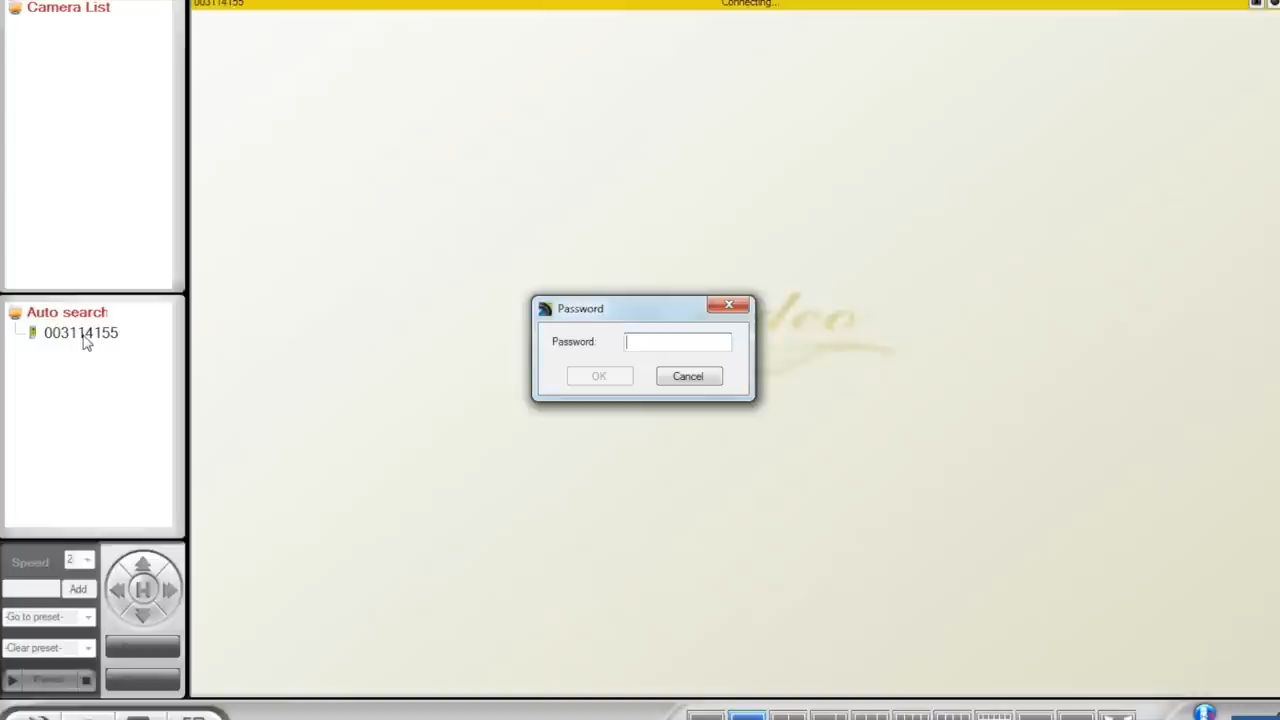 Camera List
003114155
Connecting...
Auto search
003114155
Password
Password:
OK
Cancel
Speed
2
Add
-Go to preset-
-Clear preset-
H